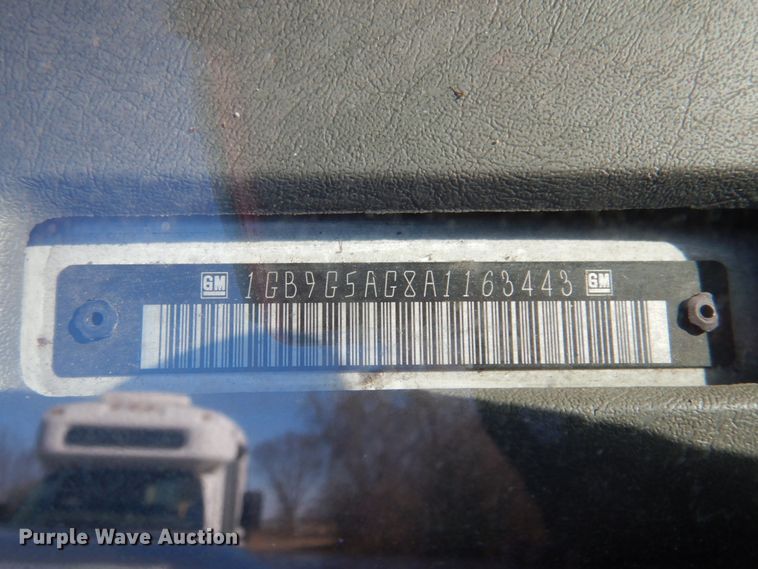 GM 1GB9G5AG8A1163443 GM
Purple Wave Auction®